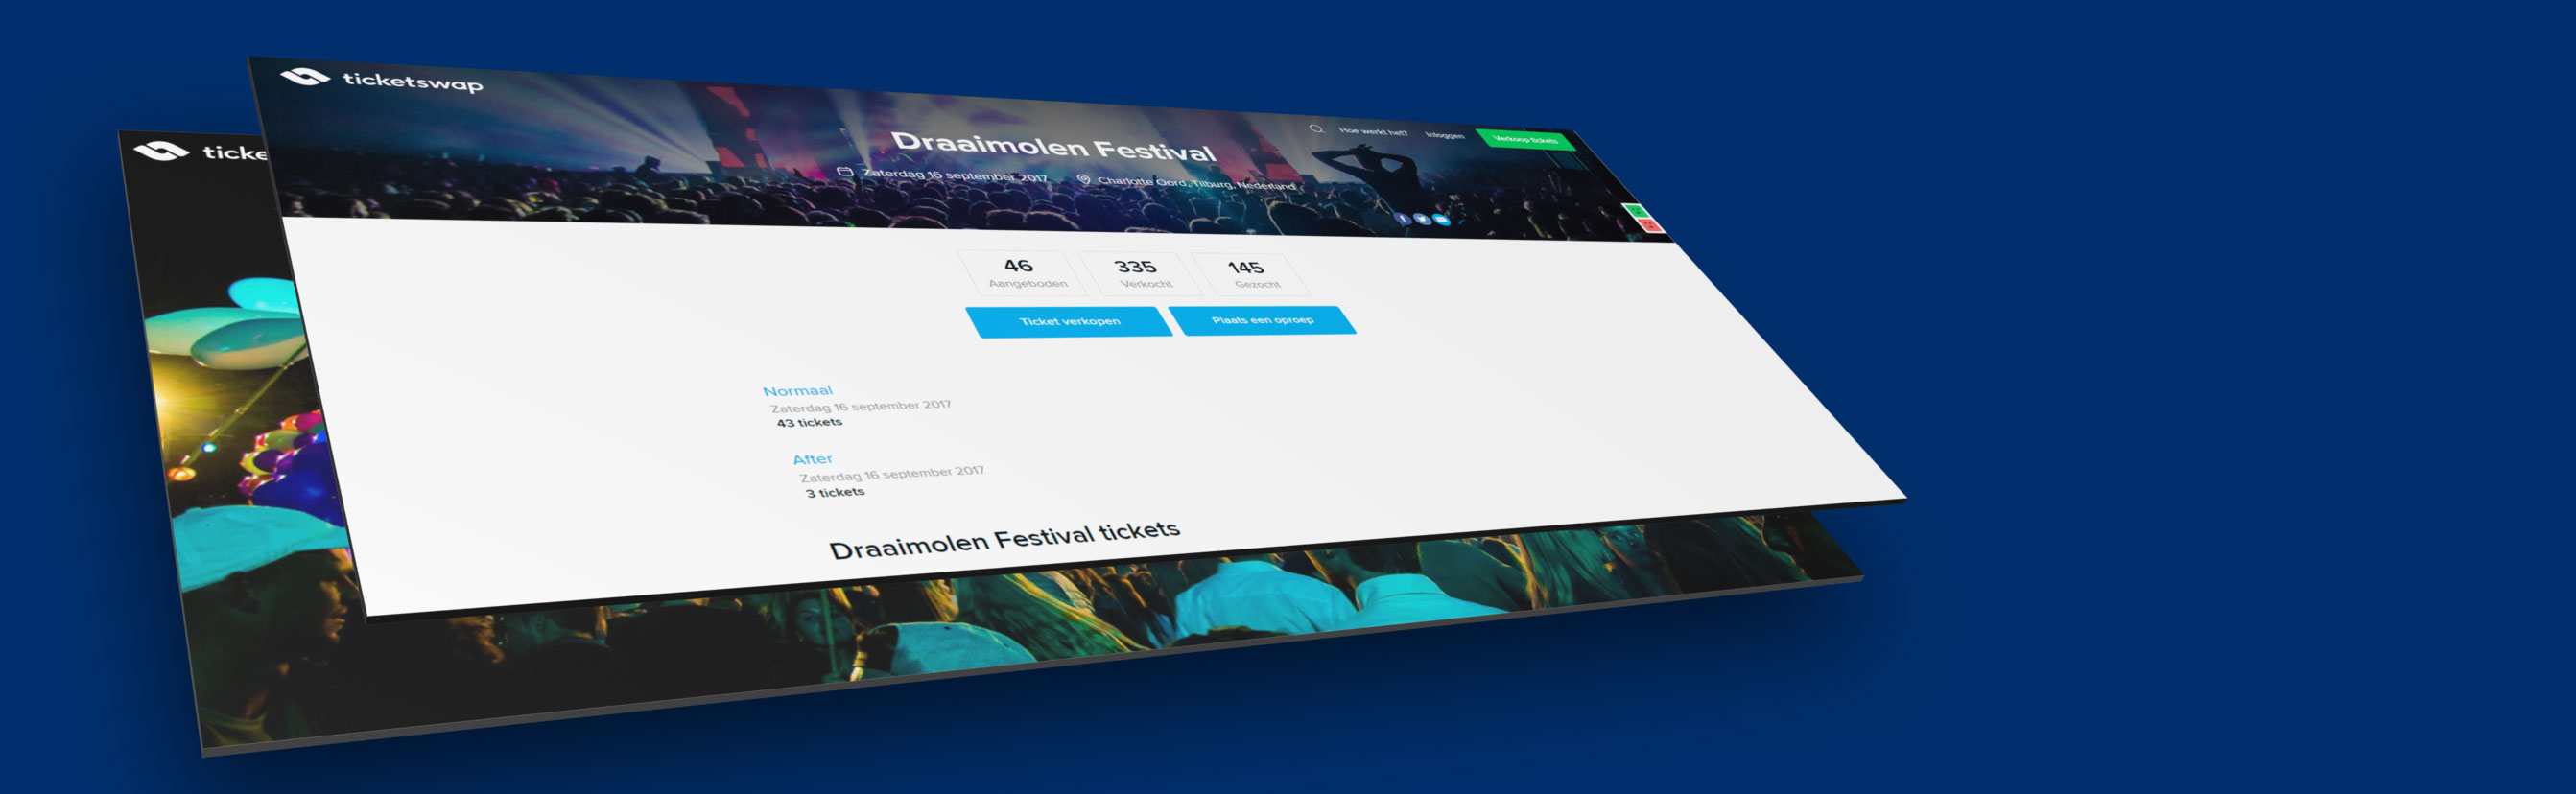 ticketswap
Hoe werkt het?
Inloggen
Verkoop tickets
Draaimolen Festival
Zaterdag 16 september 2017
Charlotte Oord, Tilburg, Nederland
46
Aangeboden
335
Verkocht
145
Gezocht
Ticket verkopen
Plaats een oproep
Normaal
Zaterdag 16 september 2017
43 tickets
After
Zaterdag 16 september 2017
3 tickets
Draaimolen Festival tickets
ticke